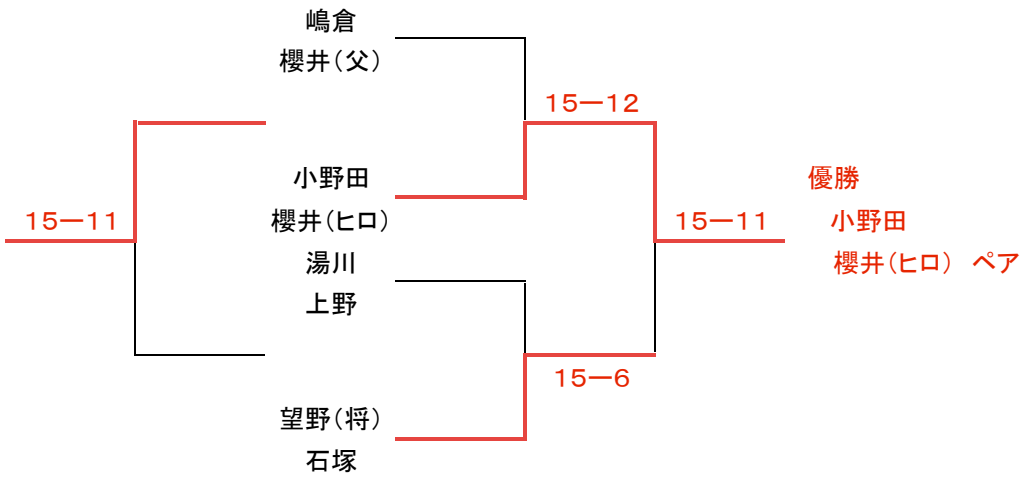 嶋倉
櫻井（父）
15ー12
小野田
櫻井（ヒロ）
15ー11
15ー11
優勝
小野田
櫻井（ヒロ）　ペア
湯川
上野
15ー6
望野（将）
石塚